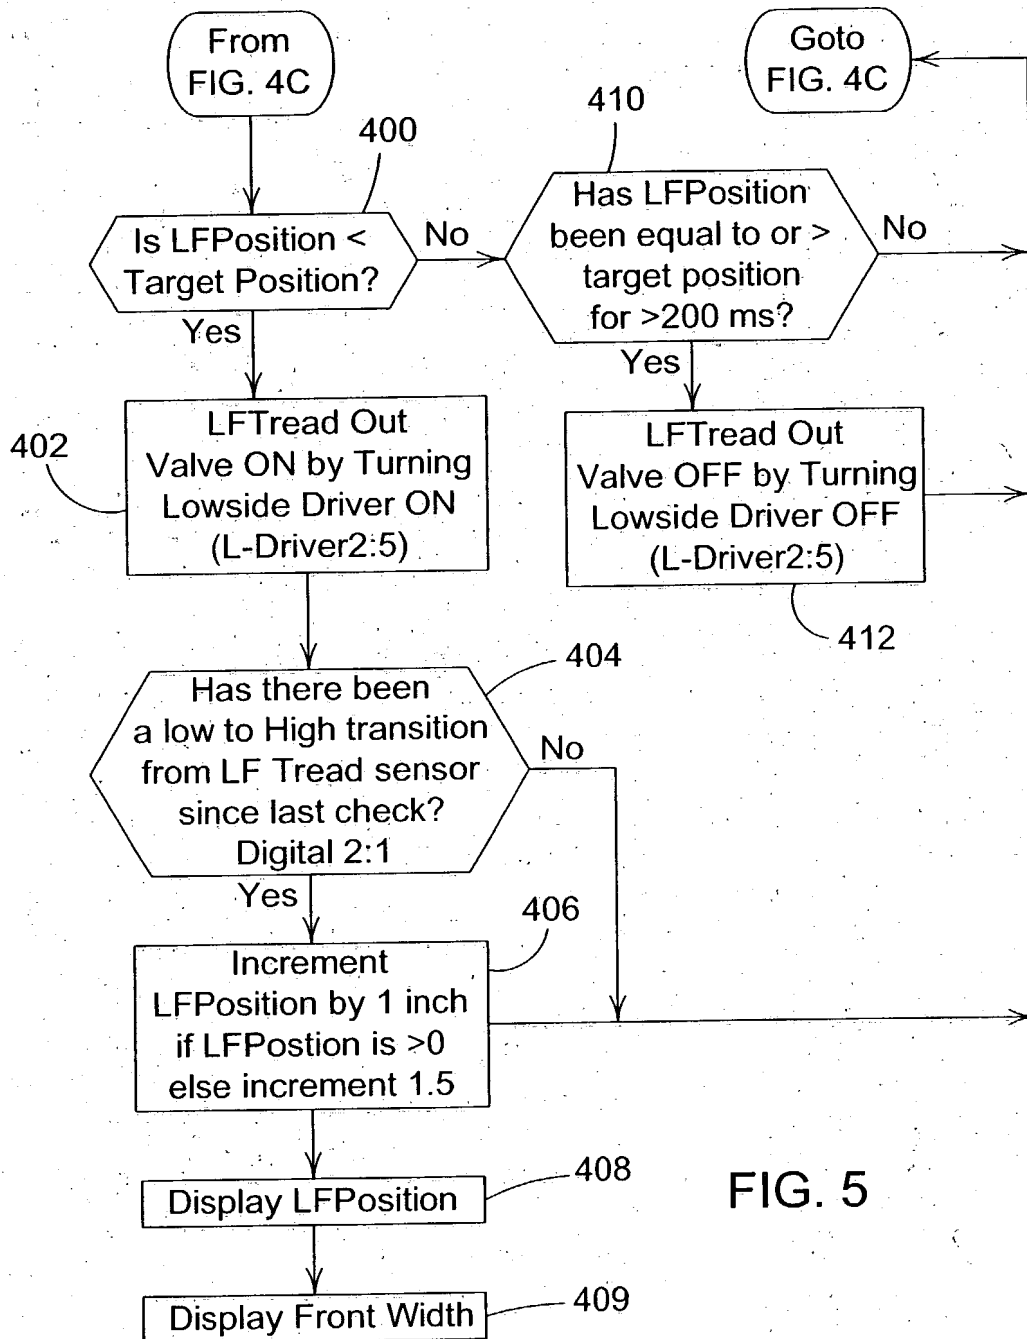 From
FIG. 4C
Goto
FIG. 4C
400
410
Is LFPosition <
Target Position?
No
Has LFPosition
been equal to or >
target position
for >200 ms?
No
Yes
Yes
402
LFTread Out
Valve ON by Turning
Lowside Driver ON
(L-Driver2:5)
LFTread Out
Valve OFF by Turning
Lowside Driver OFF
(L-Driver2:5)
412
404
Has there been
a low to High transition
from LF Tread sensor
since last check?
Digital 2:1
No
Yes
406
Increment
LFPosition by 1 inch
if LFPostion is >0
else increment 1.5
408
Display LFPosition
FIG. 5
409
Display Front Width